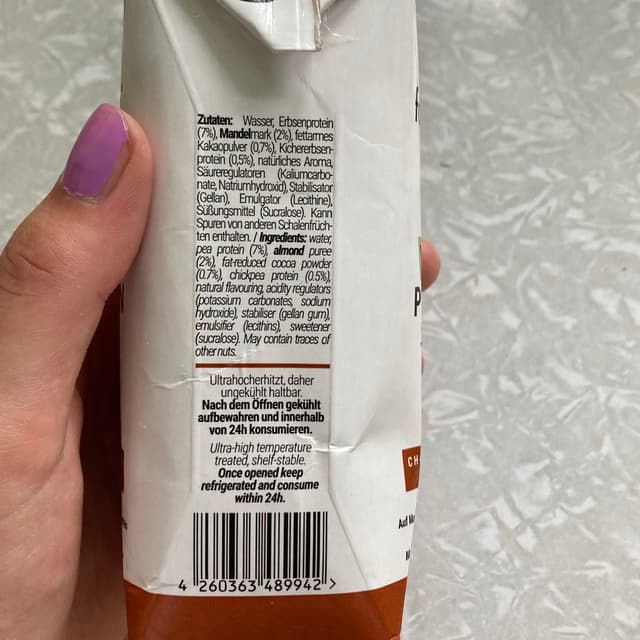 Zutaten: Wasser, Erbsenprotein
(7%), Mandelmark (2%), fettarmes
Kakaopulver (0,7%), Kichererbsen-
protein (0,5%), natürliches Aroma,
Säureregulatoren (Kaliumcarbo-
nate, Natriumhydroxid), Stabilisator
(Gellan), Emulgator (Lecithine),
Süßungsmittel (Sucralose). Kann
Spuren von anderen Schalenfrüch-
ten enthalten. / Ingredients: water,
pea protein (7%), almond puree
(2%), fat-reduced cocoa powder
(0.7%), chickpea protein (0.5%),
natural flavouring, acidity regulators
(potassium carbonates, sodium
hydroxide), stabiliser (gellan gum),
emulsifier (lecithins), sweetener
(sucralose). May contain traces of
other nuts.
Ultrahocherhitzt, daher
ungekühlt haltbar.
Nach dem Öffnen gekühlt
aufbewahren und innerhalb
von 24h konsumieren.
Ultra-high temperature
treated, shelf-stable.
Once opened keep
refrigerated and consume
within 24h.
4 260363 489942 >
CH
Auf